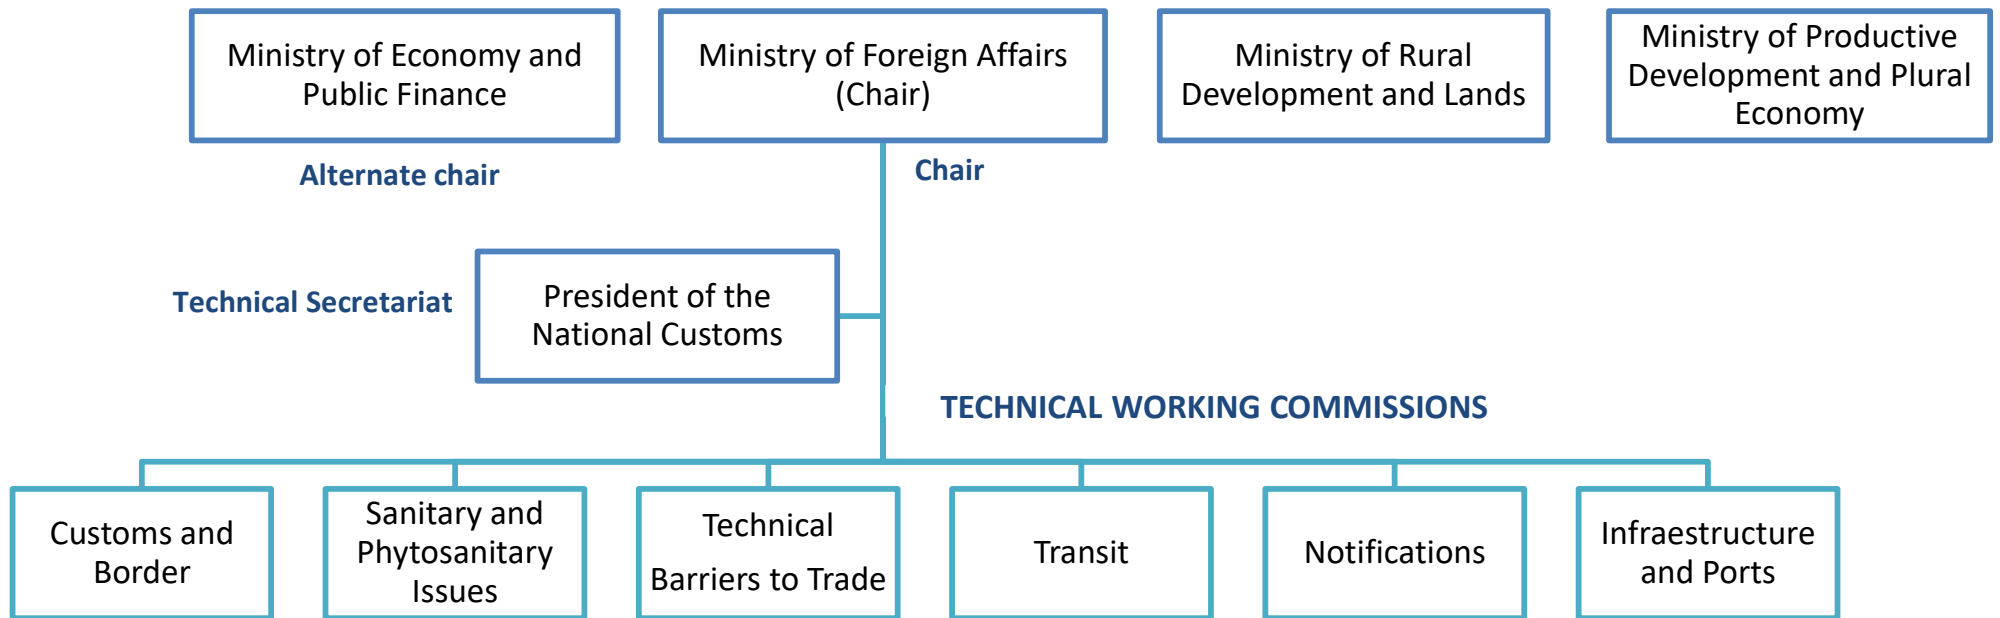 Ministry of Economy and
Public Finance
Ministry of Foreign Affairs
(Chair)
Ministry of Rural
Development and Lands
Ministry of Productive
Development and Plural
Economy
Alternate chair
Chair
Technical Secretariat
President of the
National Customs
TECHNICAL WORKING COMMISSIONS
Customs and
Border
Sanitary and
Phytosanitary
Issues
Technical
Barriers to Trade
Transit
Notifications
Infraestructure
and Ports